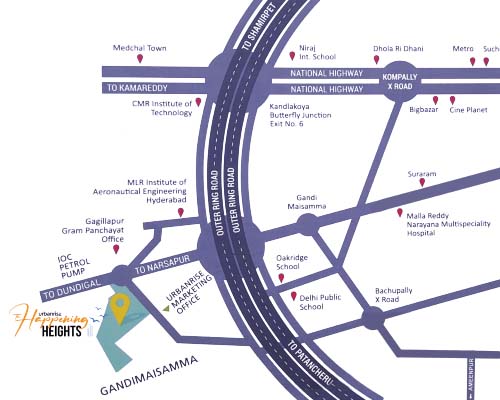 TO SHAMIRPET
Medchal Town
Niraj
Int. School
Dhola Ri Dhani
Metro
Such
NATIONAL HIGHWAY
KOMPALLY
X ROAD
TO KAMAREDDY
NATIONAL HIGHWAY
CMR Institute of
Technology
Kandlakoya
Butterfly Junction
Exit No. 6
Bigbazar
Cine Planet
OUTER RING ROAD
OUTER RING ROAD
MLR Institute of
Aeronautical Engineering
Hyderabad
Suraram
Gandi
Maisamma
Gagillapur
Gram Panchayat
Office
Malla Reddy
Narayana Multispeciality
Hospital
IOC
PETROL
PUMP
TO NARSAPUR
Oakridge
School
TO DUNDIGAL
URBANRISE
MARKETING
OFFICE
Delhi Public
School
Bachupally
X Road
urbanrise
Happening
HEIGHTS
TO PATANCHERU
GANDIMAISAMMA
AMEENPUR